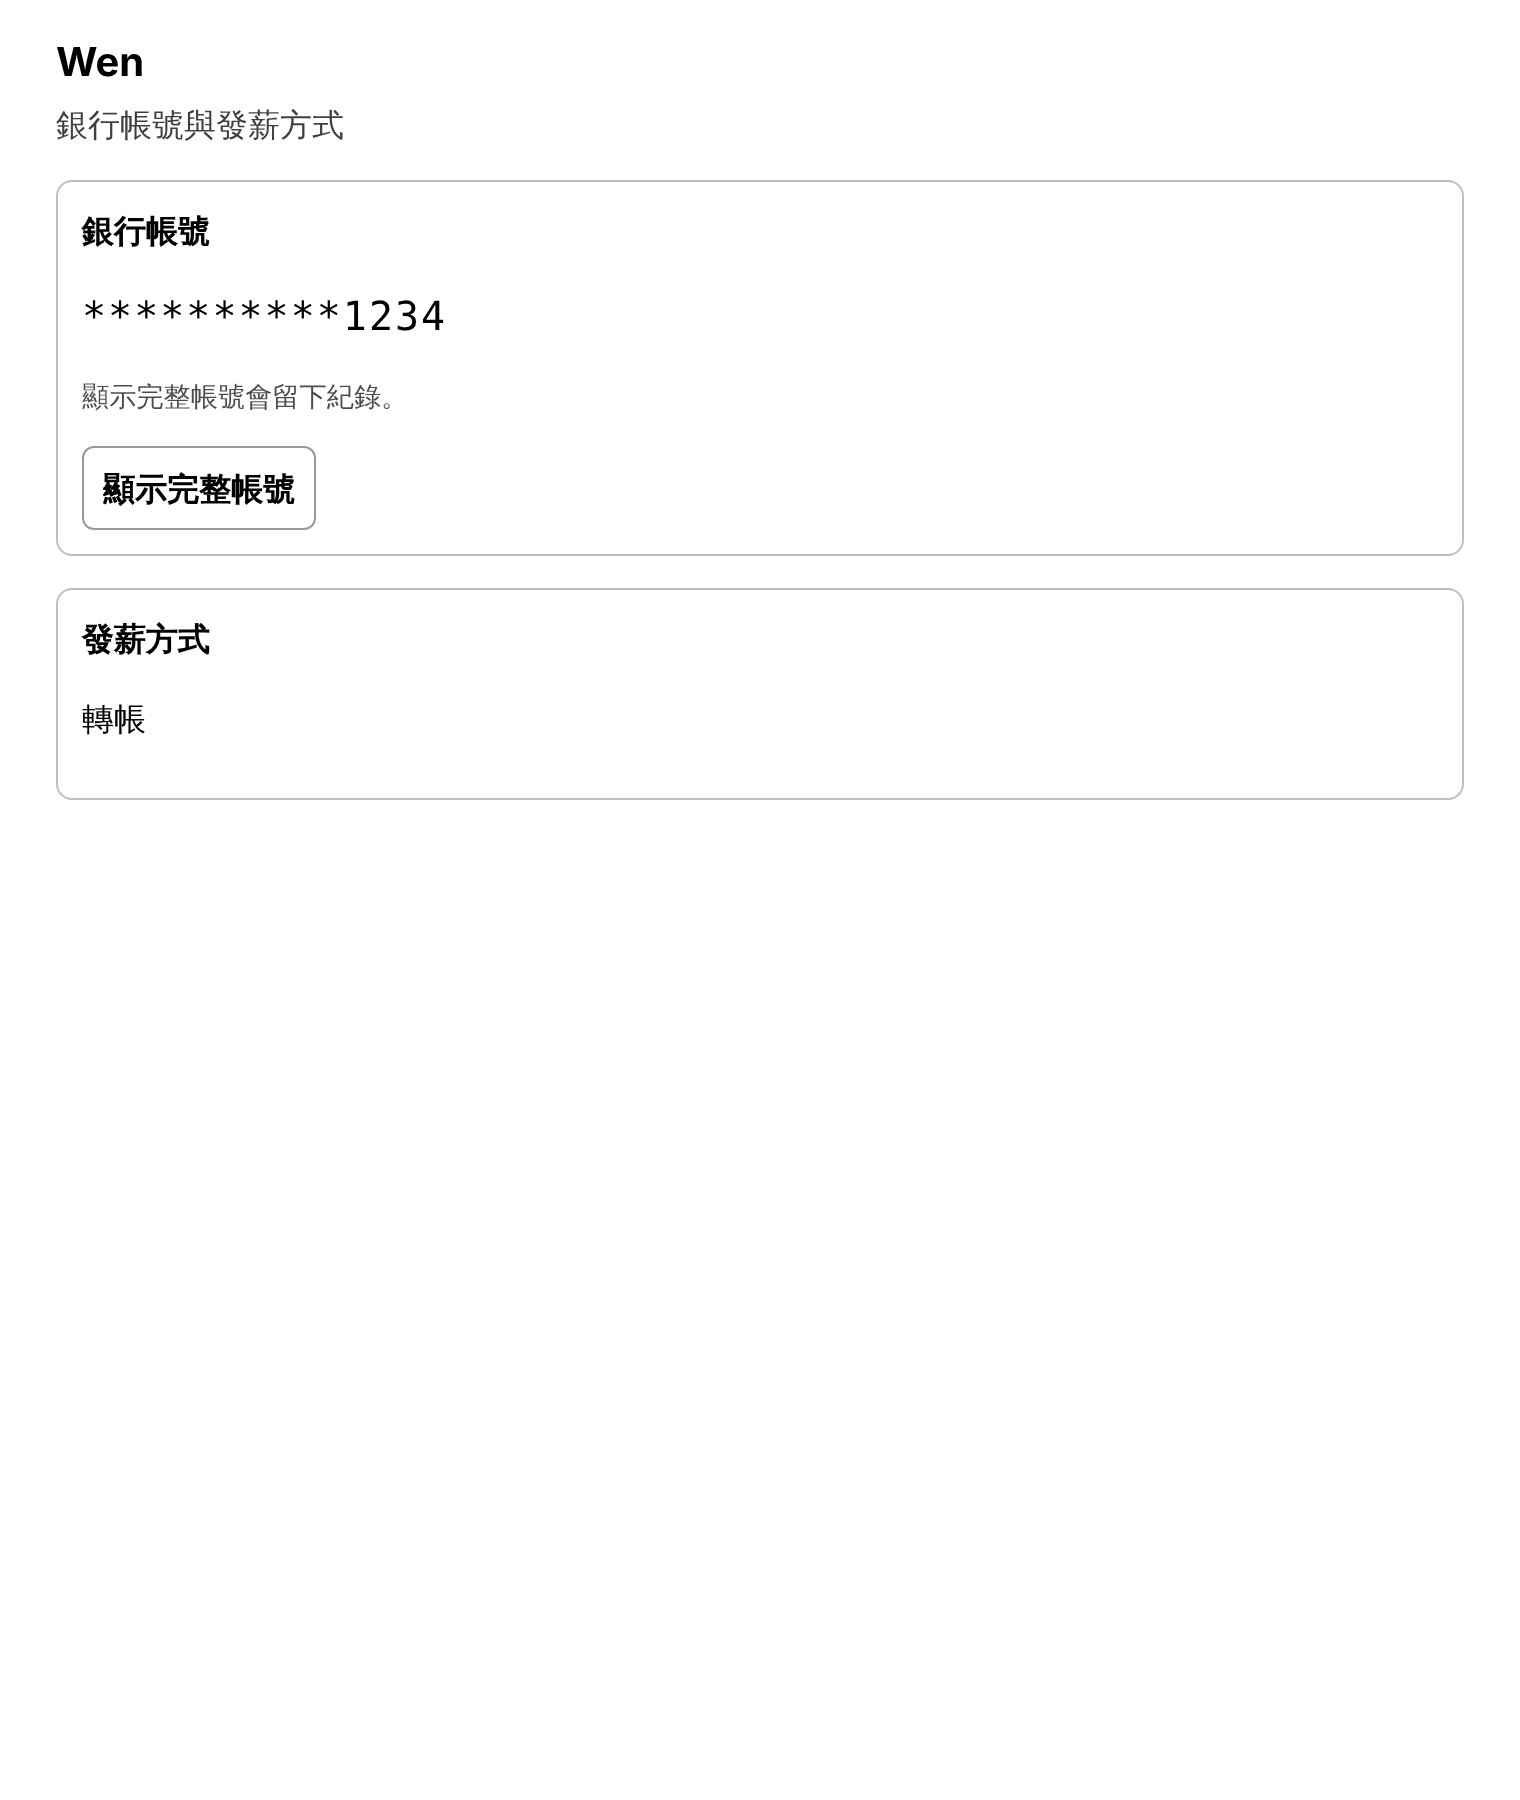 Wen
銀行帳號與發薪方式
銀行帳號
**********1234
顯示完整帳號會留下紀錄。
顯示完整帳號
發薪方式
轉帳